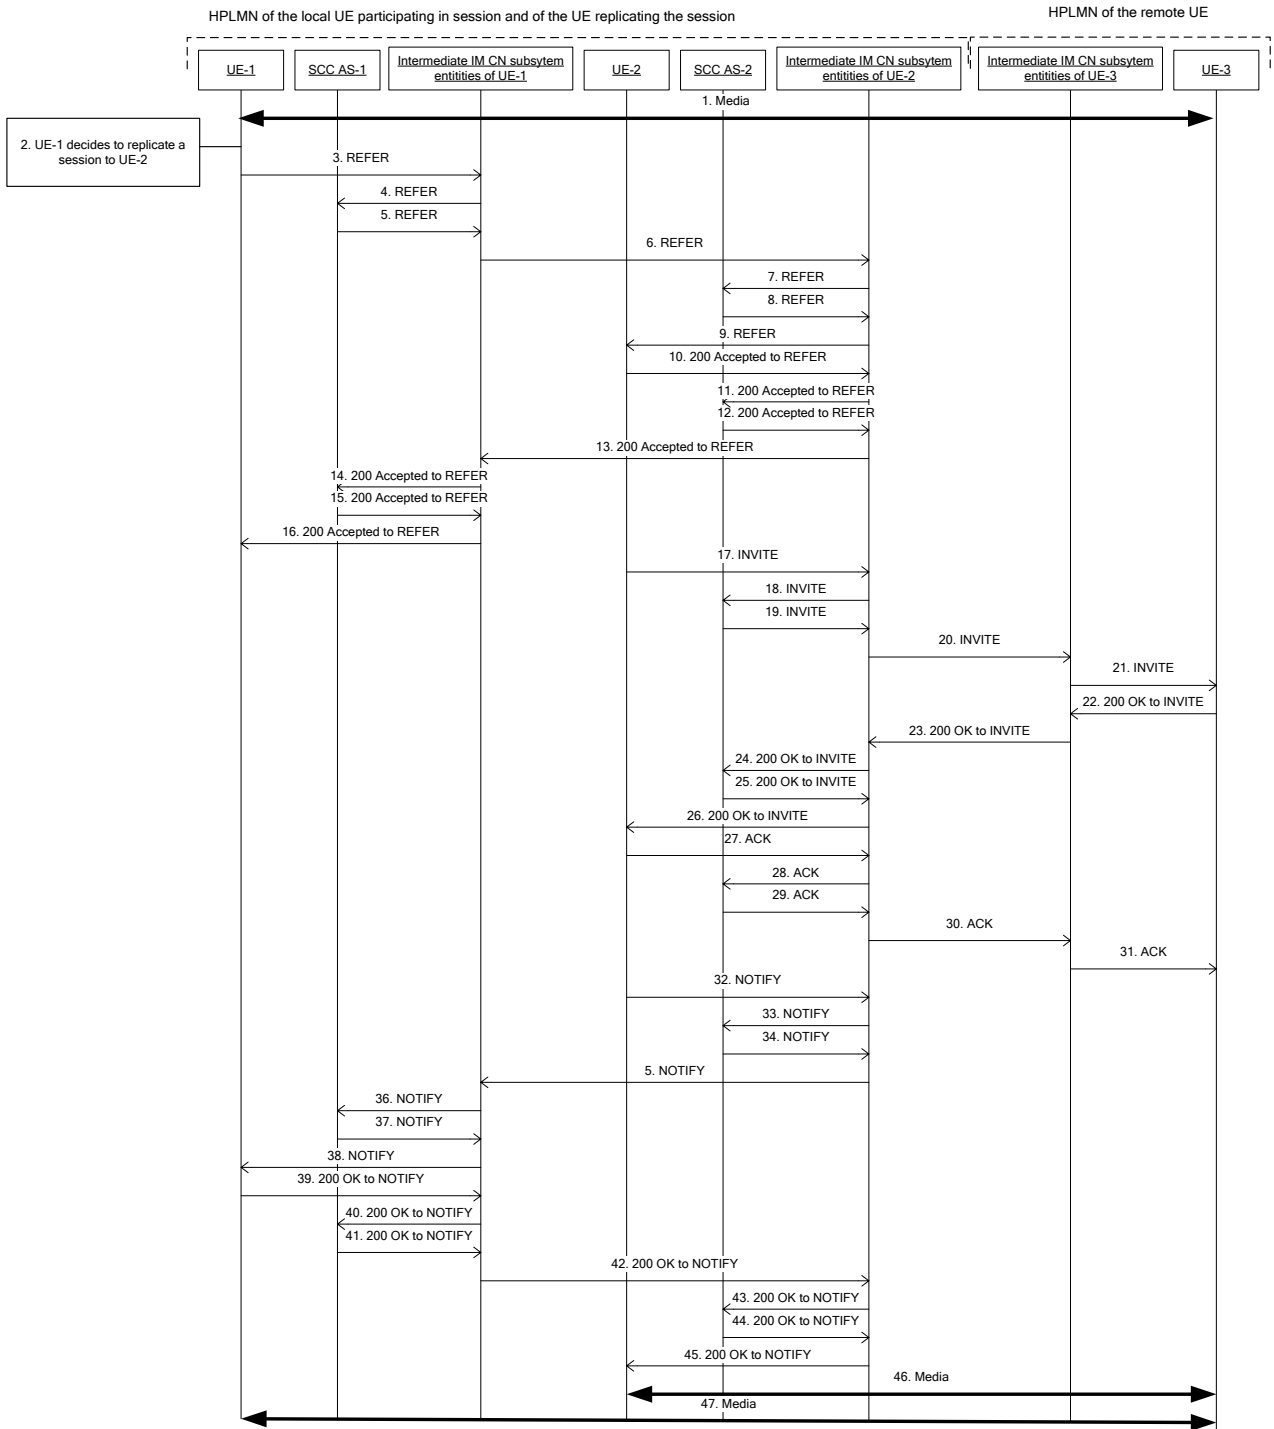 HPLMN of the local UE participating in session and of the UE replicating the session
HPLMN of the remote UE
UE-1
SCC AS-1
Intermediate IM CN subsytem
entitities of UE-1
UE-2
SCC AS-2
Intermediate IM CN subsytem
entitities of UE-2
Intermediate IM CN subsytem
entitities of UE-3
UE-3
1. Media
2. UE-1 decides to replicate a
session to UE-2
3. REFER
4. REFER
5. REFER
6. REFER
7. REFER
8. REFER
9. REFER
10. 200 Accepted to REFER
11. 200 Accepted to REFER
12. 200 Accepted to REFER
13. 200 Accepted to REFER
14. 200 Accepted to REFER
15. 200 Accepted to REFER
16. 200 Accepted to REFER
17. INVITE
18. INVITE
19. INVITE
20. INVITE
21. INVITE
22. 200 OK to INVITE
23. 200 OK to INVITE
24. 200 OK to INVITE
25. 200 OK to INVITE
26. 200 OK to INVITE
27. ACK
28. ACK
29. ACK
30. ACK
31. ACK
32. NOTIFY
33. NOTIFY
34. NOTIFY
5. NOTIFY
36. NOTIFY
37. NOTIFY
38. NOTIFY
39. 200 OK to NOTIFY
40. 200 OK to NOTIFY
41. 200 OK to NOTIFY
42. 200 OK to NOTIFY
43. 200 OK to NOTIFY
44. 200 OK to NOTIFY
45. 200 OK to NOTIFY
46. Media
47. Media